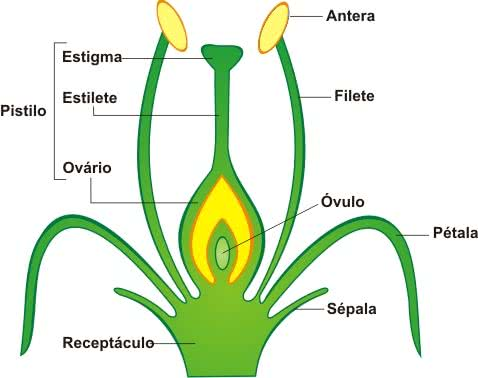 Antera
Estigma
Estilete
Filete
Pistilo
Ovário
Óvulo
Pétala
Sépala
Receptáculo